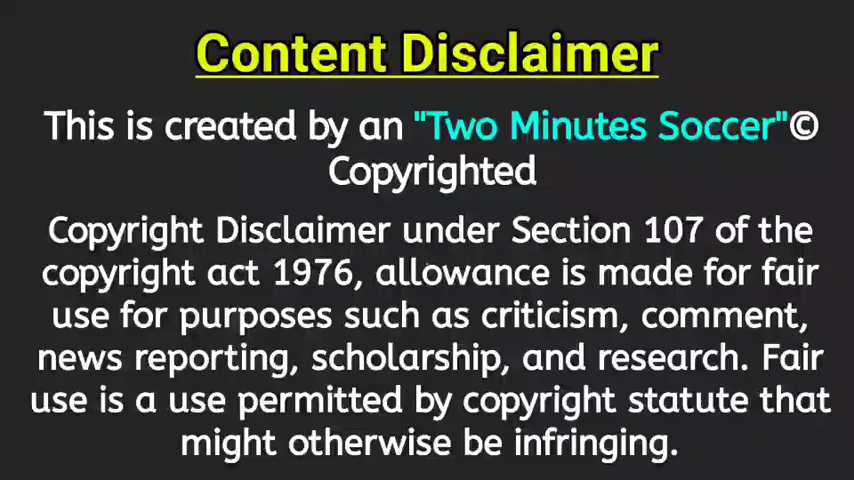 Content Disclaimer
This is created by an "Two Minutes Soccer"©
Copyrighted
Copyright Disclaimer under Section 107 of the
copyright act 1976, allowance is made for fair
use for purposes such as criticism, comment,
news reporting, scholarship, and research. Fair
use is a use permitted by copyright statute that
might otherwise be infringing.